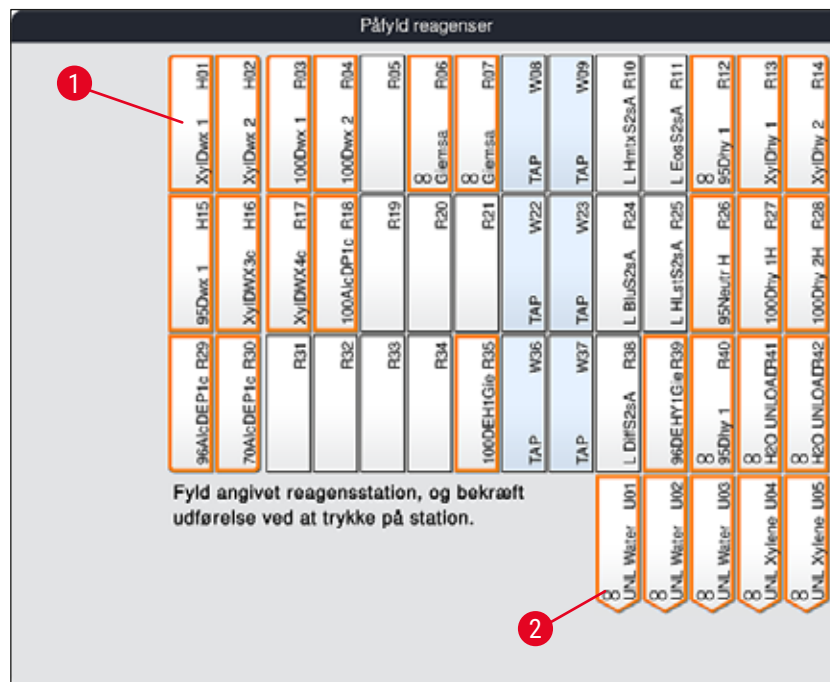 Påfyld reagenser
1
XylDwx 1 H01
XylDwx 2 H02
100Dwx 1 R03
100Dwx 2 R04
R05
∞ Giemsa R06
∞ Giemsa R07
TAP W08
TAP W09
L HmtxS2sA R10
L EosS2sA R11
∞ 95Dhy 1 R12
XylDhy 1 R13
XylDhy 2 R14
95Dwx 1 H15
XylDWX3c H16
XylDWX4c R17
100AlcDP1c R18
R19
R20
R21
TAP W22
TAP W23
L BluS2sA R24
L HLstS2sA R25
95Neutr H R26
100Dhy 1H R27
100Dhy 2H R28
96AlcDEP1c R29
70AlcDEP1c R30
R31
R32
R33
R34
100DEH1Gie R35
TAP W36
TAP W37
L DiffS2sA R38
96DEHY1Gie R39
∞ 95Dhy 1 R40
∞ H2O UNLOAD R41
∞ H2O UNLOAD R42
Fyld angivet reagensstation, og bekræft
udførelse ved at trykke på station.
∞ UNL Water U01
∞ UNL Water U02
∞ UNL Water U03
∞ UNL Xylene U04
∞ UNL Xylene U05
2